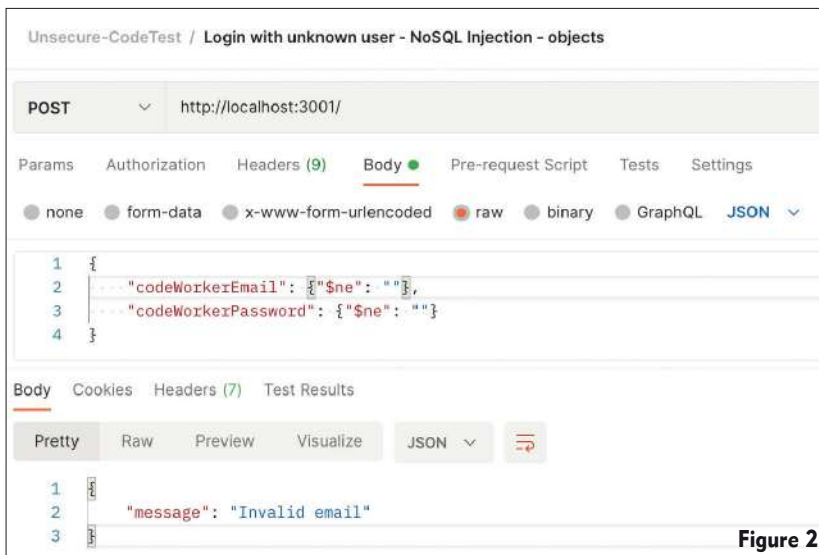 Unsecure-CodeTest / Login with unknown user - NoSQL Injection - objects
POST http://localhost:3001/
Params Authorization Headers (9) Body Pre-request Script Tests Settings
none form-data x-www-form-urlencoded raw binary GraphQL JSON
1 {
2 "codeWorkerEmail": {"$ne": ""},
3 "codeWorkerPassword": {"$ne": ""}
4 }
Body Cookies Headers (7) Test Results
Pretty Raw Preview Visualize JSON
1 {
2 "message": "Invalid email"
3 }
Figure 2